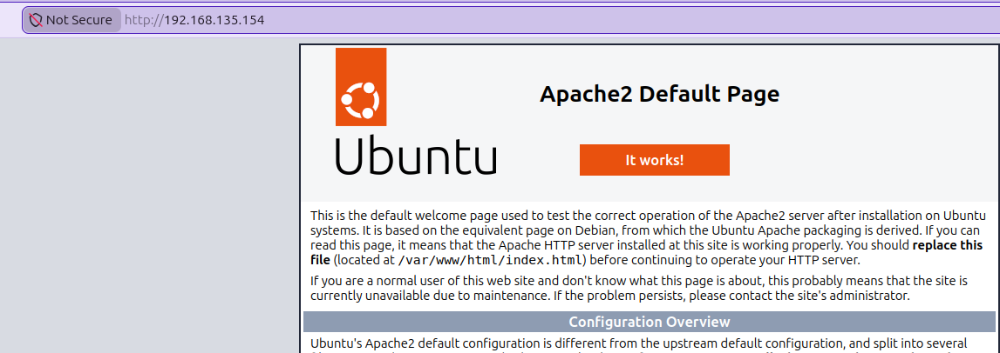 Not Secure http://192.168.135.154
Apache2 Default Page
Ubuntu
It works!
This is the default welcome page used to test the correct operation of the Apache2 server after installation on Ubuntu
systems. It is based on the equivalent page on Debian, from which the Ubuntu Apache packaging is derived. If you can
read this page, it means that the Apache HTTP server installed at this site is working properly. You should replace this
file (located at /var/www/html/index.html) before continuing to operate your HTTP server.
If you are a normal user of this web site and don't know what this page is about, this probably means that the site is
currently unavailable due to maintenance. If the problem persists, please contact the site's administrator.
Configuration Overview
Ubuntu's Apache2 default configuration is different from the upstream default configuration, and split into several